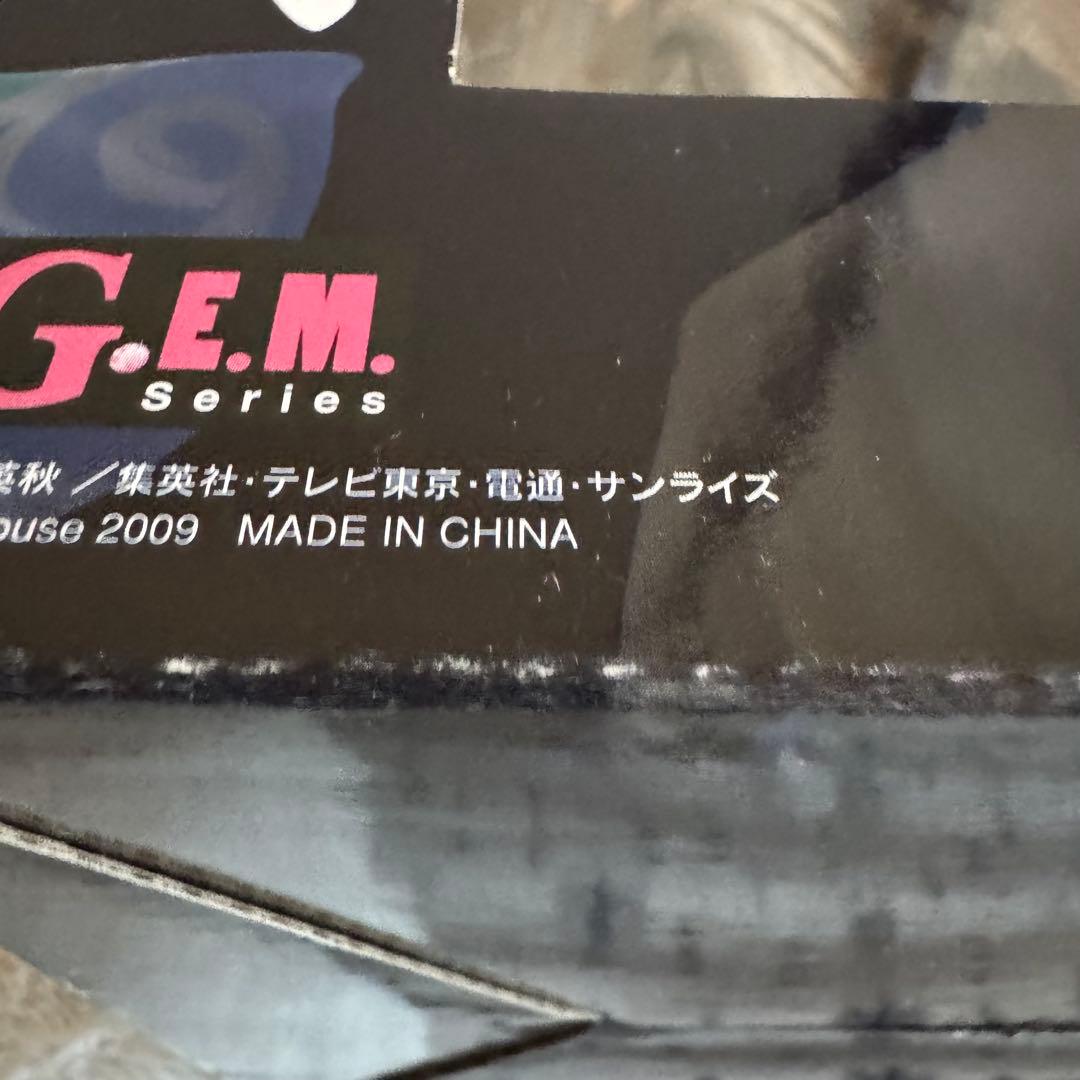 G.E.M.
Series
英秋／集英社・テレビ東京・電通・サンライズ
ouse 2009 MADE IN CHINA